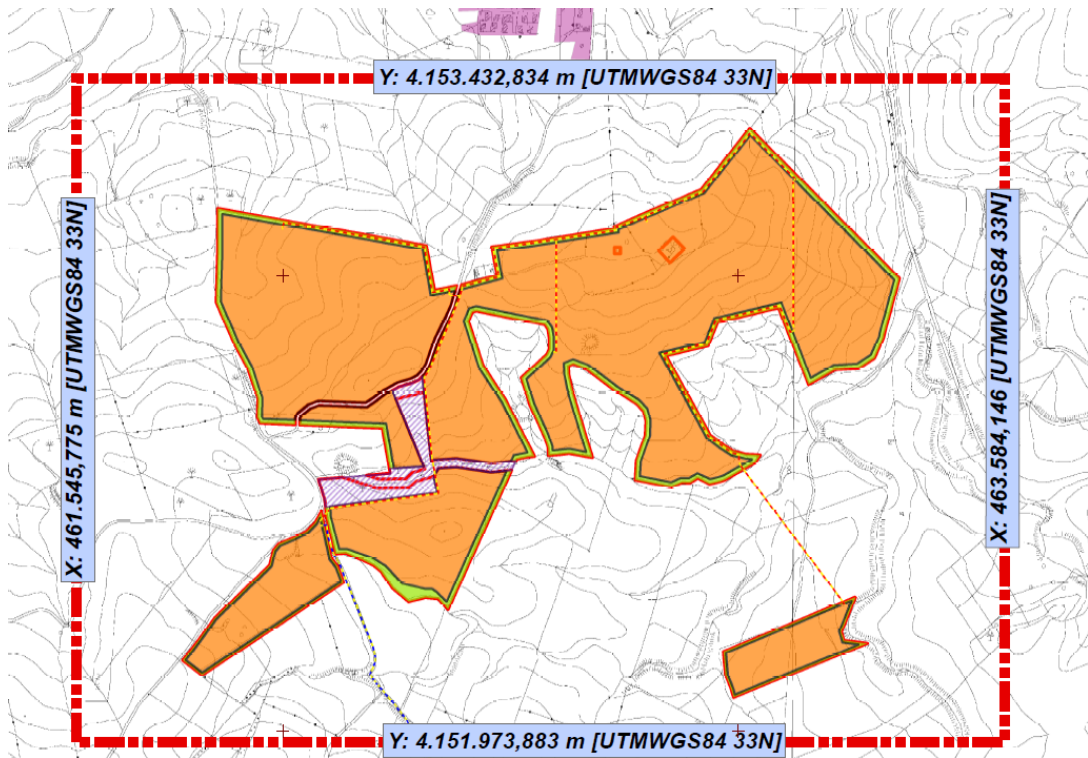 Y: 4.153.432,834 m [UTMWGS84 33N]
X: 461.545,775 m [UTMWGS84 33N]
X: 463.584,146 m [UTMWGS84 33N]
Y: 4.151.973,883 m [UTMWGS84 33N]